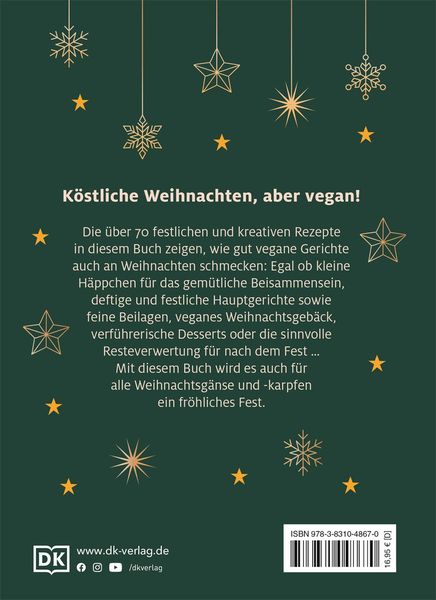 Köstliche Weihnachten, aber vegan!
Die über 70 festlichen und kreativen Rezepte
in diesem Buch zeigen, wie gut vegane Gerichte
auch an Weihnachten schmecken: Egal ob kleine
Häppchen für das gemütliche Beisammensein,
deftige und festliche Hauptgerichte sowie
feine Beilagen, veganes Weihnachtsgebäck,
verführerische Desserts oder die sinnvolle
Resteverwertung für nach dem Fest ...
Mit diesem Buch wird es auch für
alle Weihnachtsgänse und -karpfen
ein fröhliches Fest.
DK
www.dk-verlag.de
/dkverlag
ISBN 978-3-8310-4867-0
16,95 € [D]